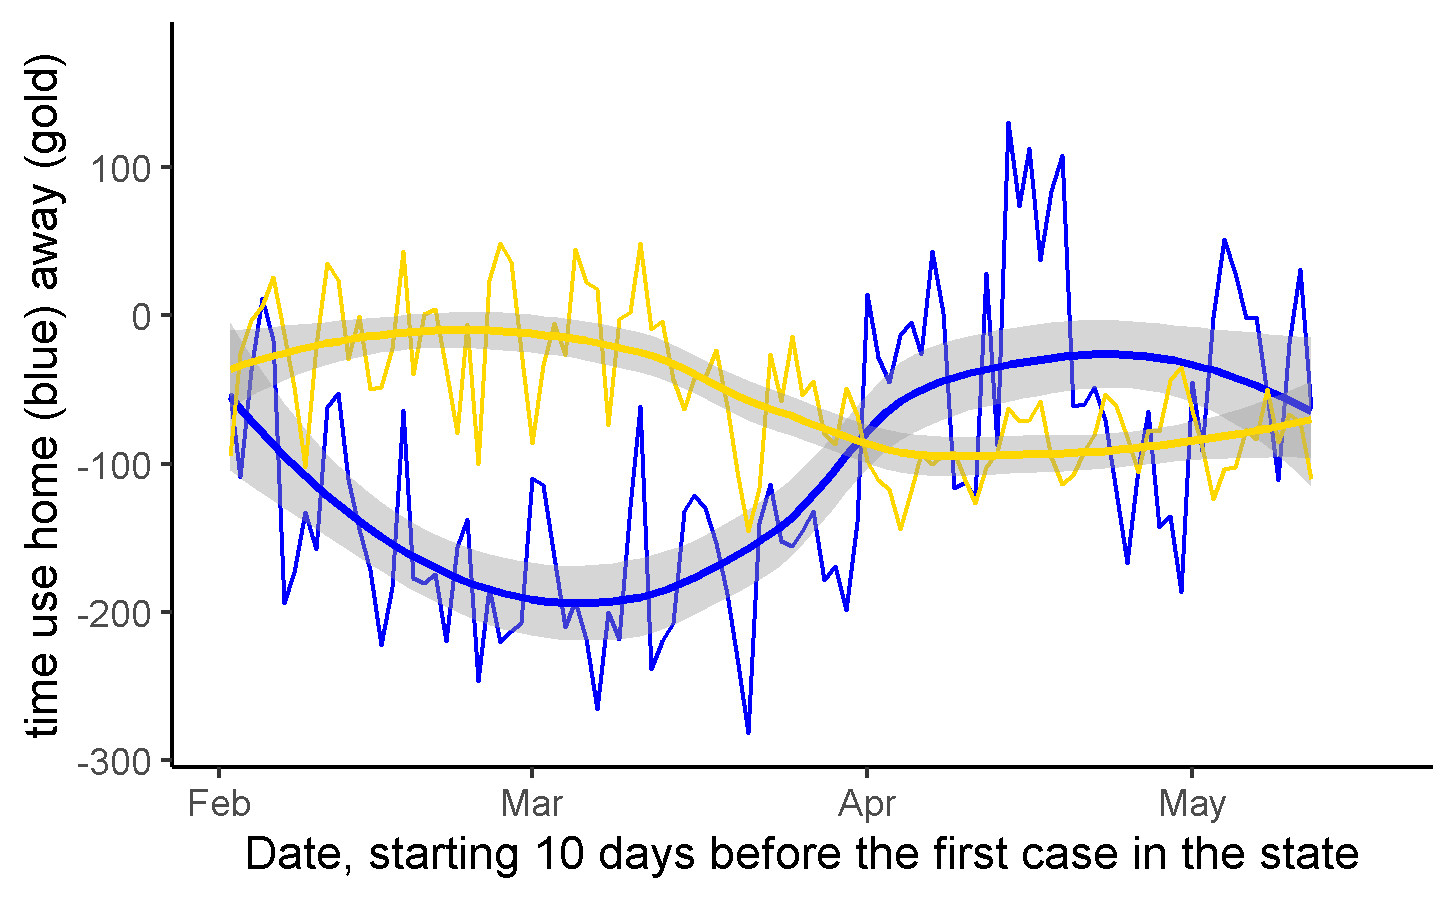 time use home (blue) away (gold)
100
0
-100
-200
-300
Feb
Mar
Apr
May
Date, starting 10 days before the first case in the state